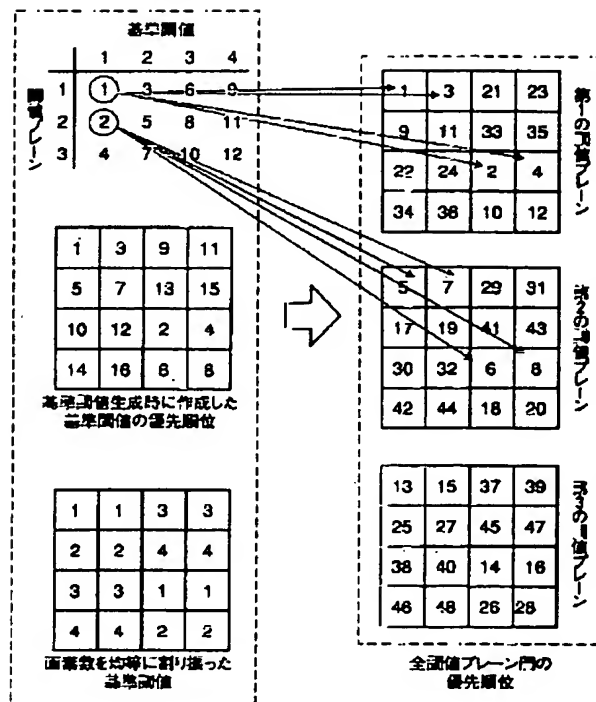 基準閾値
1 2 3 4
閾値プレーン
1 1 3 6 9
2 2 5 8 11
3 4 7 10 12
1 3 9 11
5 7 13 15
10 12 2 4
14 16 6 8
基準閾値生成時に作成した
基準閾値の優先順位
1 1 3 3
2 2 4 4
3 3 1 1
4 4 2 2
画素数を均等に割り振った
基準閾値
1 3 21 23
9 11 33 35
22 24 2 4
34 36 10 12
第1の閾値プレーン
5 7 29 31
17 19 41 43
30 32 6 8
42 44 18 20
第2の閾値プレーン
13 15 37 39
25 27 45 47
38 40 14 16
46 48 26 28
第3の閾値プレーン
全閾値プレーン間の
優先順位